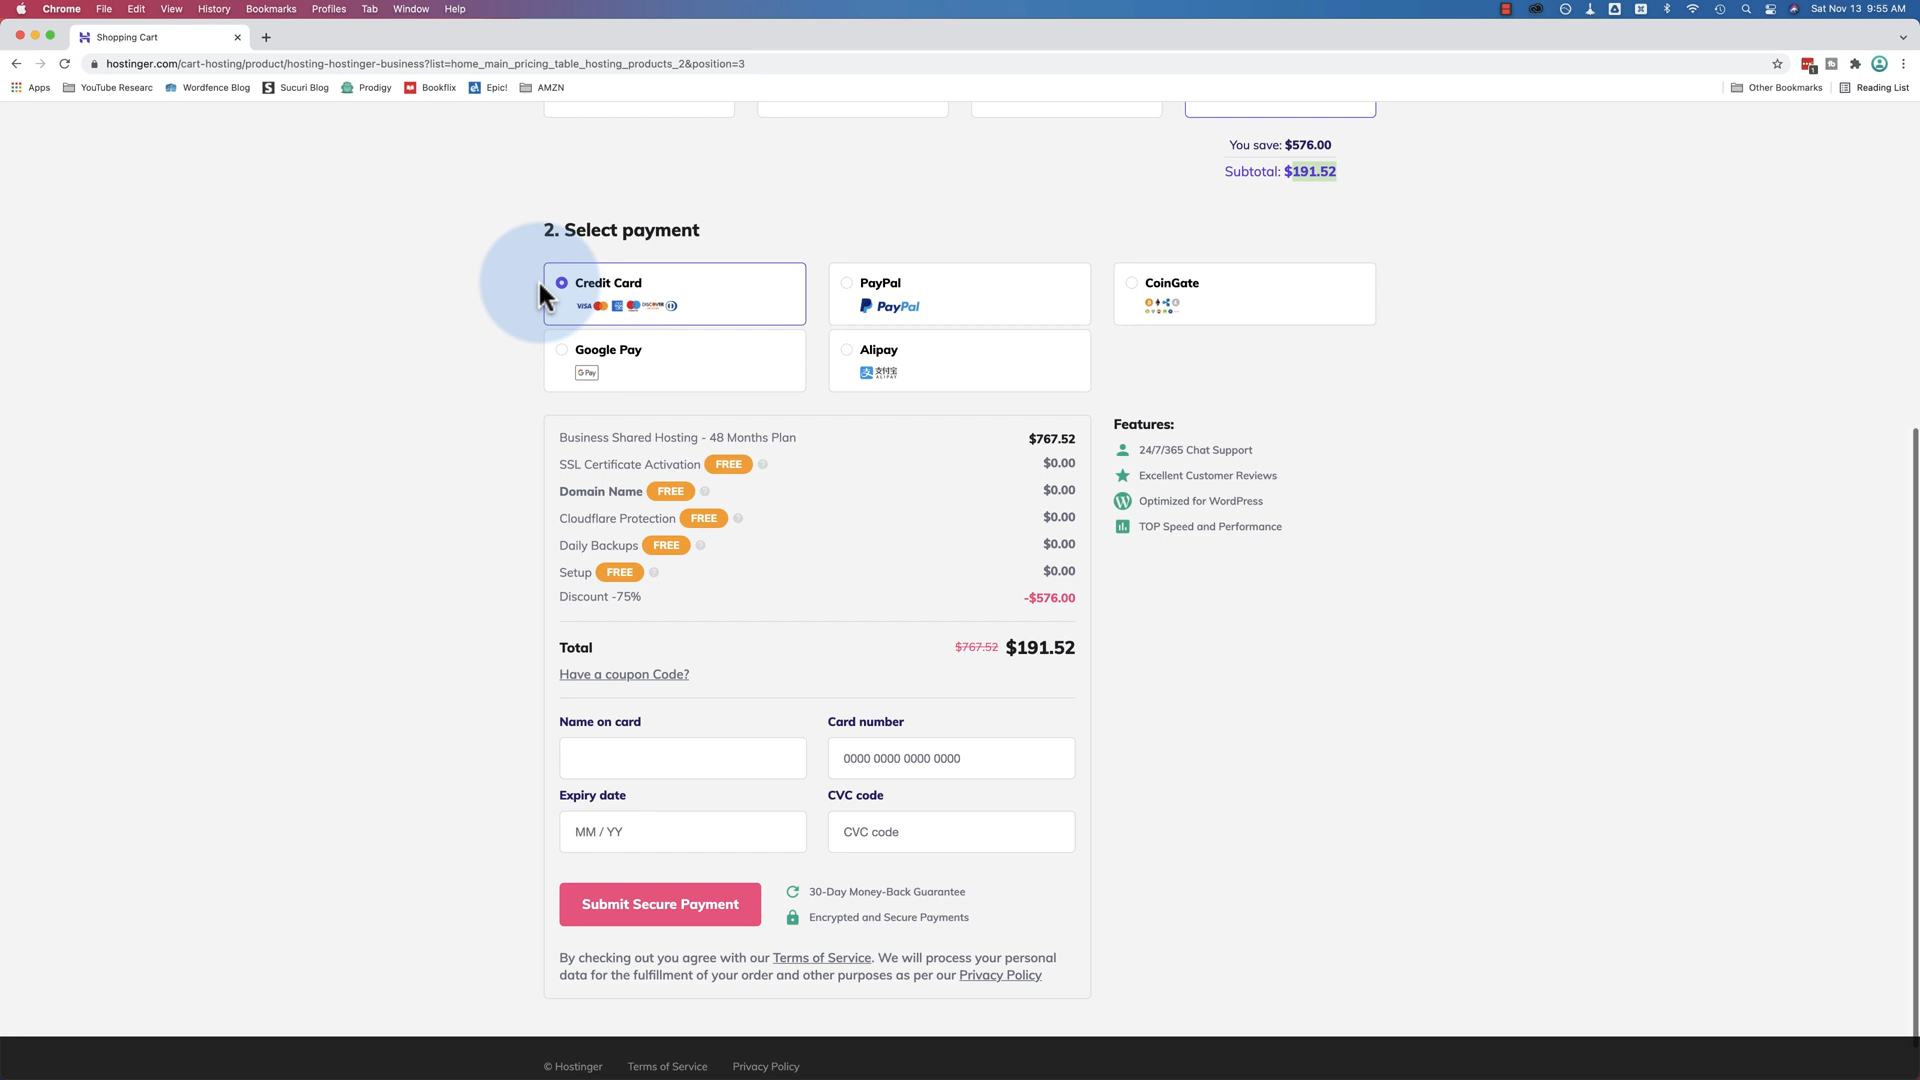 Chrome File Edit View History Bookmarks Profiles Tab Window Help Sat Nov 13 9:55 AM
Shopping Cart
hostinger.com/cart-hosting/product/hosting-hostinger-business?list=home_main_pricing_table_hosting_products_2&position=3
Apps YouTube Researc Wordfence Blog Sucuri Blog Prodigy Bookflix Epic! AMZN Other Bookmarks Reading List
You save: $576.00
Subtotal: $191.52
2. Select payment
Credit Card PayPal CoinGate
VISA DISCOVER PayPal
Google Pay Alipay
G Pay 支付宝
ALIPAY
Business Shared Hosting - 48 Months Plan $767.52
SSL Certificate Activation FREE $0.00
Domain Name FREE $0.00
Cloudflare Protection FREE $0.00
Daily Backups FREE $0.00
Setup FREE $0.00
Discount -75% -$576.00
Total $767.52 $191.52
Have a coupon Code?
Features:
24/7/365 Chat Support
Excellent Customer Reviews
Optimized for WordPress
TOP Speed and Performance
Name on card Card number
0000 0000 0000 0000
Expiry date CVC code
MM / YY CVC code
Submit Secure Payment
30-Day Money-Back Guarantee
Encrypted and Secure Payments
By checking out you agree with our Terms of Service. We will process your personal
data for the fulfillment of your order and other purposes as per our Privacy Policy
© Hostinger Terms of Service Privacy Policy